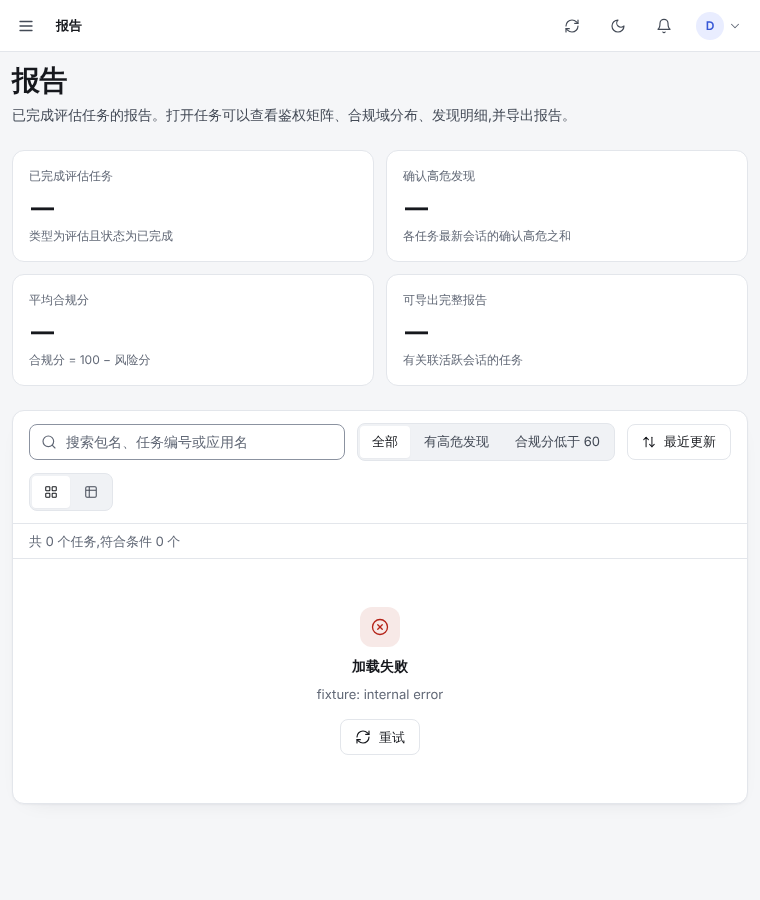 报告
D
报告
已完成评估任务的报告。打开任务可以查看鉴权矩阵、合规域分布、发现明细,并导出报告。
已完成评估任务
—
类型为评估且状态为已完成
确认高危发现
—
各任务最新会话的确认高危之和
平均合规分
—
合规分 = 100 − 风险分
可导出完整报告
—
有关联活跃会话的任务
搜索包名、任务编号或应用名
全部
有高危发现
合规分低于 60
最近更新
共 0 个任务,符合条件 0 个
加载失败
fixture: internal error
重试